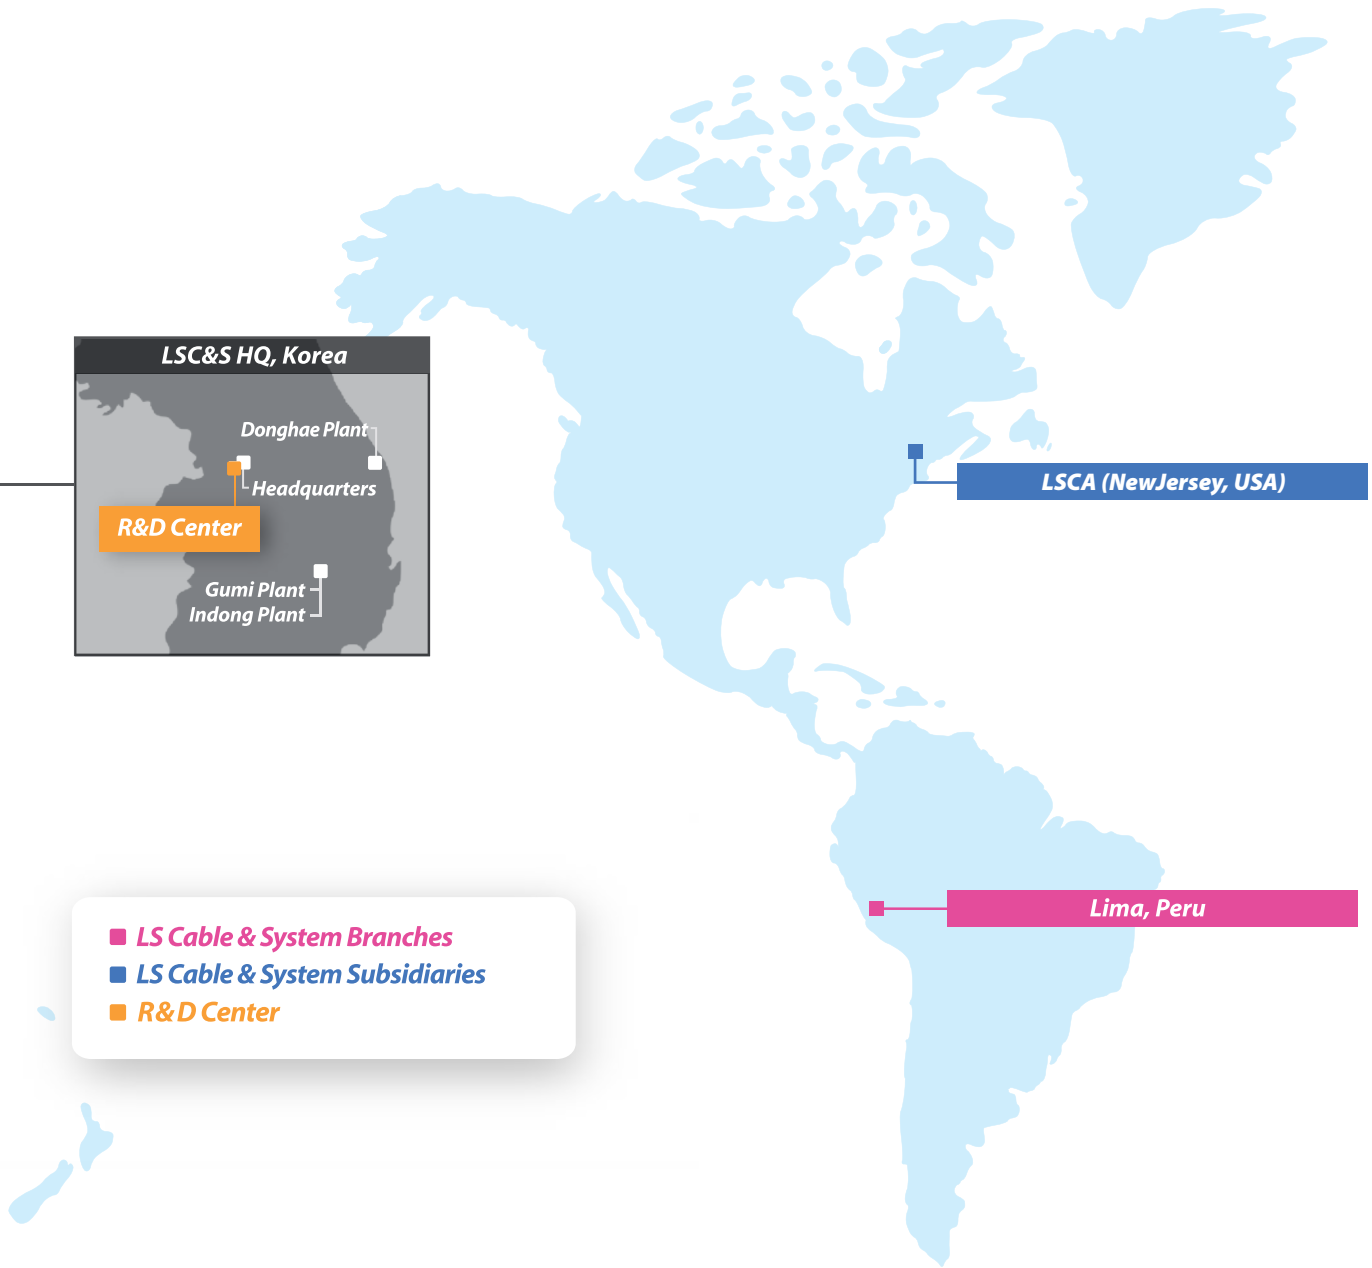 LSC&S HQ, Korea
Donghae Plant
Headquarters
R&D Center
Gumi Plant
Indong Plant
LSCA (NewJersey, USA)
Lima, Peru
LS Cable & System Branches
LS Cable & System Subsidiaries
R&D Center